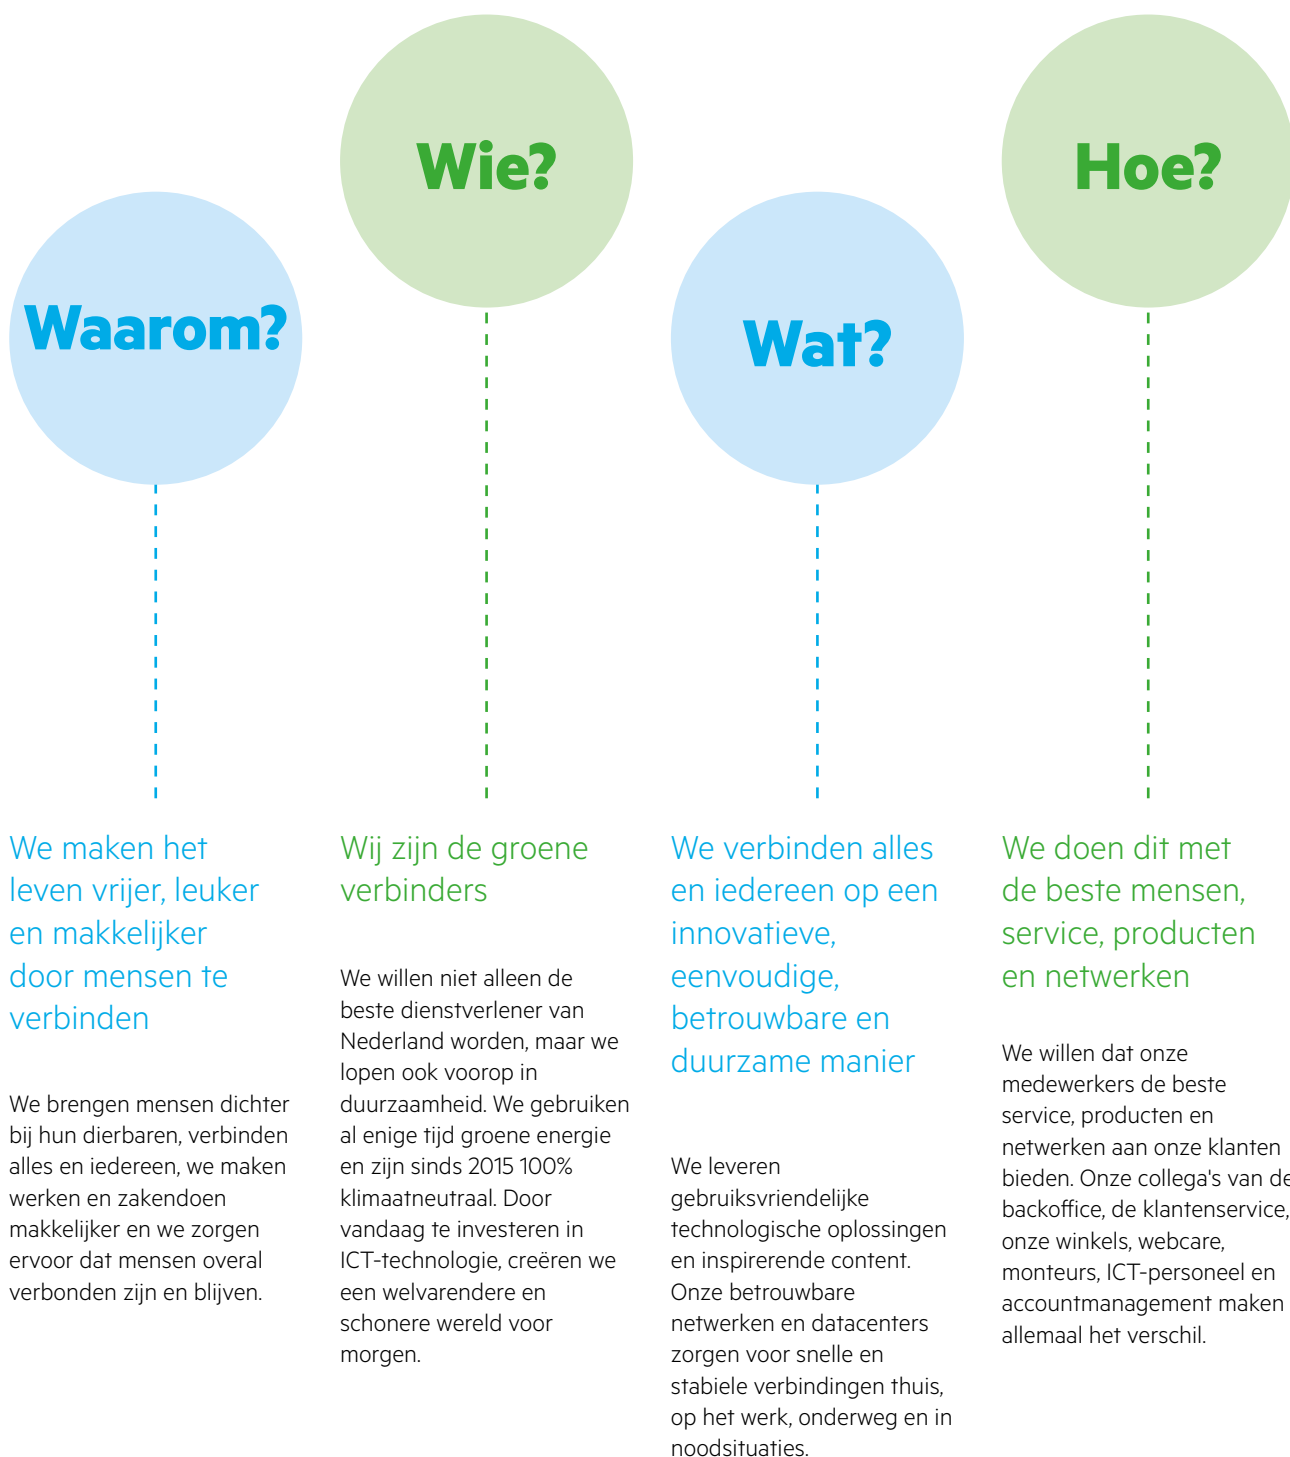 Waarom?
We maken het
leven vrijer, leuker
en makkelijker
door mensen te
verbinden
We brengen mensen dichter
bij hun dierbaren, verbinden
alles en iedereen, we maken
werken en zakendoen
makkelijker en we zorgen
ervoor dat mensen overal
verbonden zijn en blijven.
Wie?
Wij zijn de groene
verbinders
We willen niet alleen de
beste dienstverlener van
Nederland worden, maar we
lopen ook voorop in
duurzaamheid. We gebruiken
al enige tijd groene energie
en zijn sinds 2015 100%
klimaatneutraal. Door
vandaag te investeren in
ICT-technologie, creëren we
een welvarendere en
schonere wereld voor
morgen.
Wat?
We verbinden alles
en iedereen op een
innovatieve,
eenvoudige,
betrouwbare en
duurzame manier
We leveren
gebruiksvriendelijke
technologische oplossingen
en inspirerende content.
Onze betrouwbare
netwerken en datacenters
zorgen voor snelle en
stabiele verbindingen thuis,
op het werk, onderweg en in
noodsituaties.
Hoe?
We doen dit met
de beste mensen,
service, producten
en netwerken
We willen dat onze
medewerkers de beste
service, producten en
netwerken aan onze klanten
bieden. Onze collega's van de
backoffice, de klantenservice,
onze winkels, webcare,
monteurs, ICT-personeel en
accountmanagement maken
allemaal het verschil.